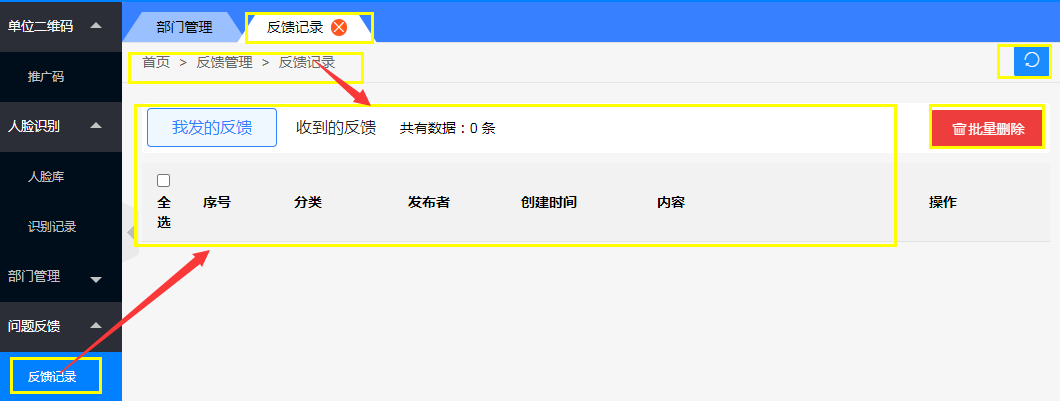 单位二维码
推广码
人脸识别
人脸库
识别记录
部门管理
问题反馈
反馈记录
部门管理 反馈记录
首页 > 反馈管理 > 反馈记录
我发的反馈 收到的反馈 共有数据：0 条 批量删除
全选 序号 分类 发布者 创建时间 内容 操作